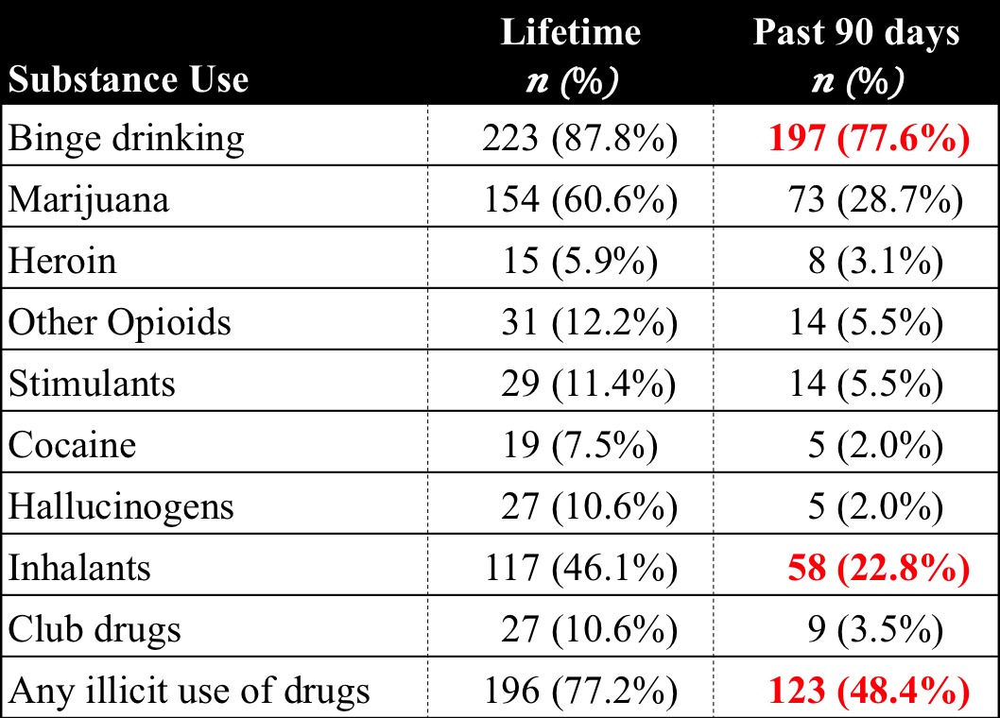 Substance Use Lifetime n (%) Past 90 days n (%)
Binge drinking 223 (87.8%) 197 (77.6%)
Marijuana 154 (60.6%) 73 (28.7%)
Heroin 15 (5.9%) 8 (3.1%)
Other Opioids 31 (12.2%) 14 (5.5%)
Stimulants 29 (11.4%) 14 (5.5%)
Cocaine 19 (7.5%) 5 (2.0%)
Hallucinogens 27 (10.6%) 5 (2.0%)
Inhalants 117 (46.1%) 58 (22.8%)
Club drugs 27 (10.6%) 9 (3.5%)
Any illicit use of drugs 196 (77.2%) 123 (48.4%)